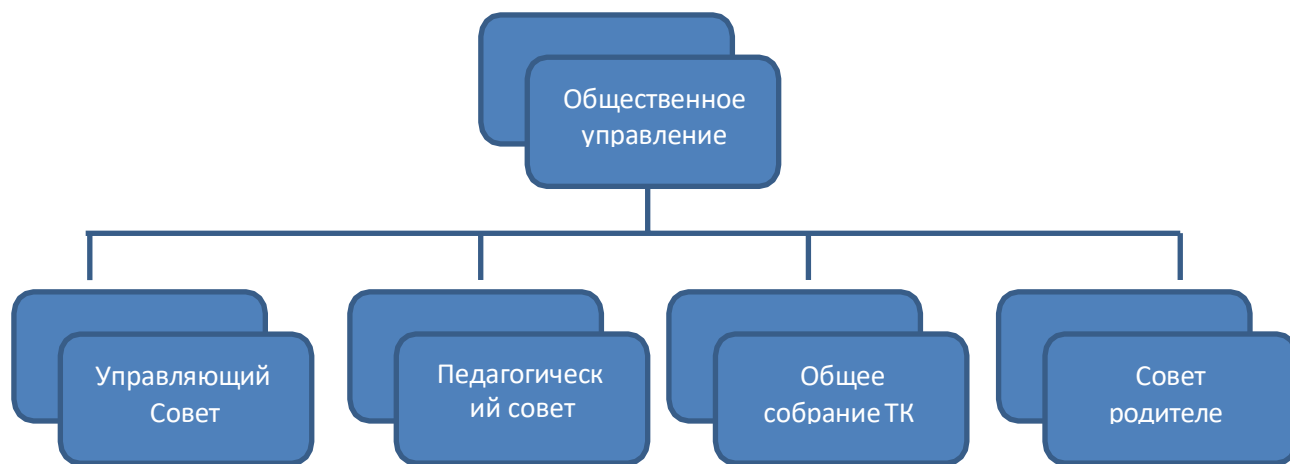 Общественное
управление
Управляющий
Совет
Педагогическ
ий совет
Общее
собрание ТК
Совет
родителе